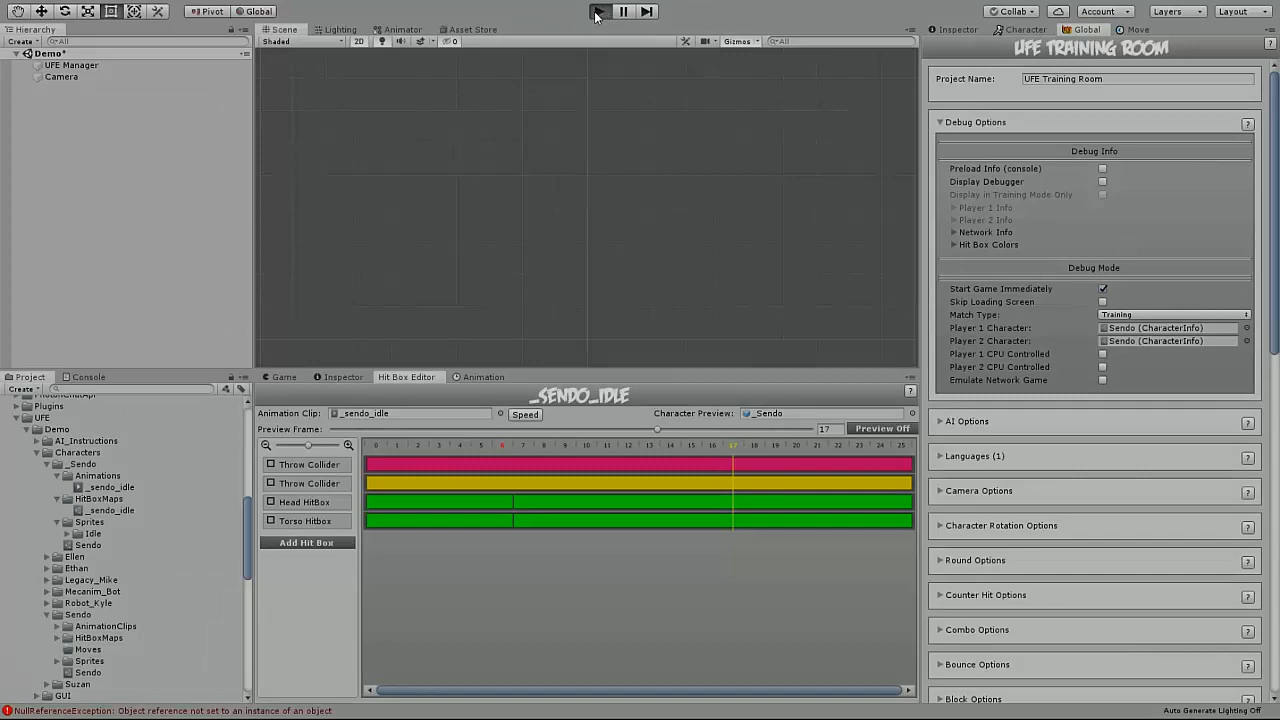 Pivot Global Collab Account Layers Layout
Hierarchy
Create All
Demo*
UFE Manager
Camera
Scene Lighting Animator Asset Store
Shaded 2D 0 Gizmos All
Inspector Character Global Move
UFE TRAINING ROOM
Project Name: UFE Training Room
Debug Options
Debug Info
Preload Info (console)
Display Debugger
Display in Training Mode Only
Player 1 Info
Player 2 Info
Network Info
Hit Box Colors
Debug Mode
Start Game Immediately
Skip Loading Screen
Match Type: Training
Player 1 Character: Sendo (CharacterInfo)
Player 2 Character: Sendo (CharacterInfo)
Player 1 CPU Controlled
Player 2 CPU Controlled
Emulate Network Game
AI Options
Languages (1)
Camera Options
Character Rotation Options
Round Options
Counter Hit Options
Combo Options
Bounce Options
Block Options
Project Console
Create
Plugins
UFE
Demo
AI_Instructions
Characters
_Sendo
Animations
_sendo_idle
HitBoxMaps
_sendo_idle
Sprites
Idle
Sendo
Ellen
Ethan
Legacy_Mike
Mecanim_Bot
Robot_Kyle
Sendo
AnimationClips
HitBoxMaps
Moves
Sprites
Sendo
Suzan
GUI
Game Inspector Hit Box Editor Animation
_SENDO_IDLE
Animation Clip: _sendo_idle Speed Character Preview: _Sendo
Preview Frame: 17 Preview Off
0 1 2 3 4 5 6 7 8 9 10 11 12 13 14 15 16 17 18 19 20 21 22 23 24 25
Throw Collider
Throw Collider
Head HitBox
Torso Hitbox
Add Hit Box
NullReferenceException: Object reference not set to an instance of an object
Auto Generate Lighting Off